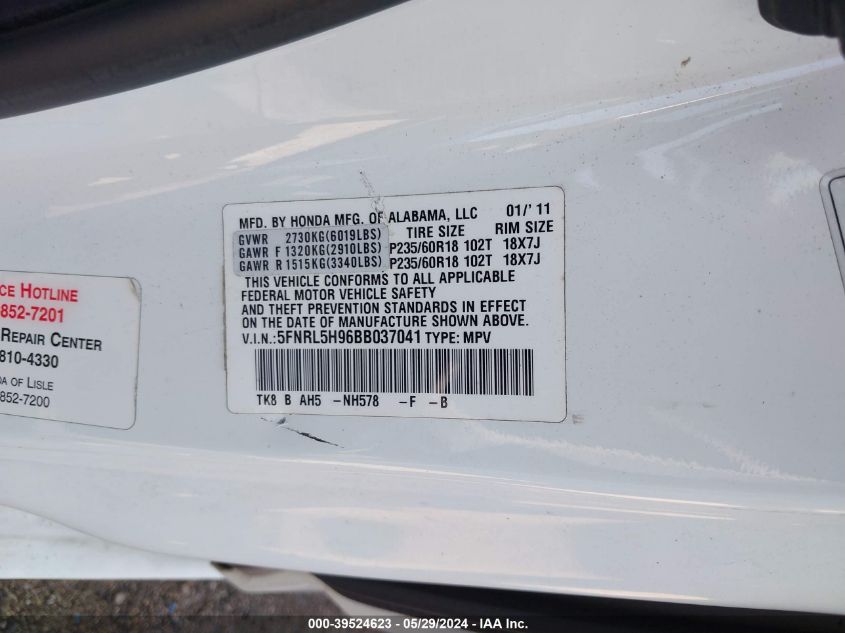 MFD. BY HONDA MFG. OF ALABAMA, LLC 01/'11
GVWR 2730KG(6019LBS) TIRE SIZE RIM SIZE
GAWR F 1320KG(2910LBS) P235/60R18 102T 18X7J
GAWR R 1515KG(3340LBS) P235/60R18 102T 18X7J
THIS VEHICLE CONFORMS TO ALL APPLICABLE
FEDERAL MOTOR VEHICLE SAFETY
AND THEFT PREVENTION STANDARDS IN EFFECT
ON THE DATE OF MANUFACTURE SHOWN ABOVE.
V.I.N.: 5FNRL5H96BB037041 TYPE: MPV
TK8 B AH5 -NH578 -F -B
CE HOTLINE
852-7201
REPAIR CENTER
810-4330
DA OF LISLE
852-7200
000-39524623 - 05/29/2024 - IAA Inc.